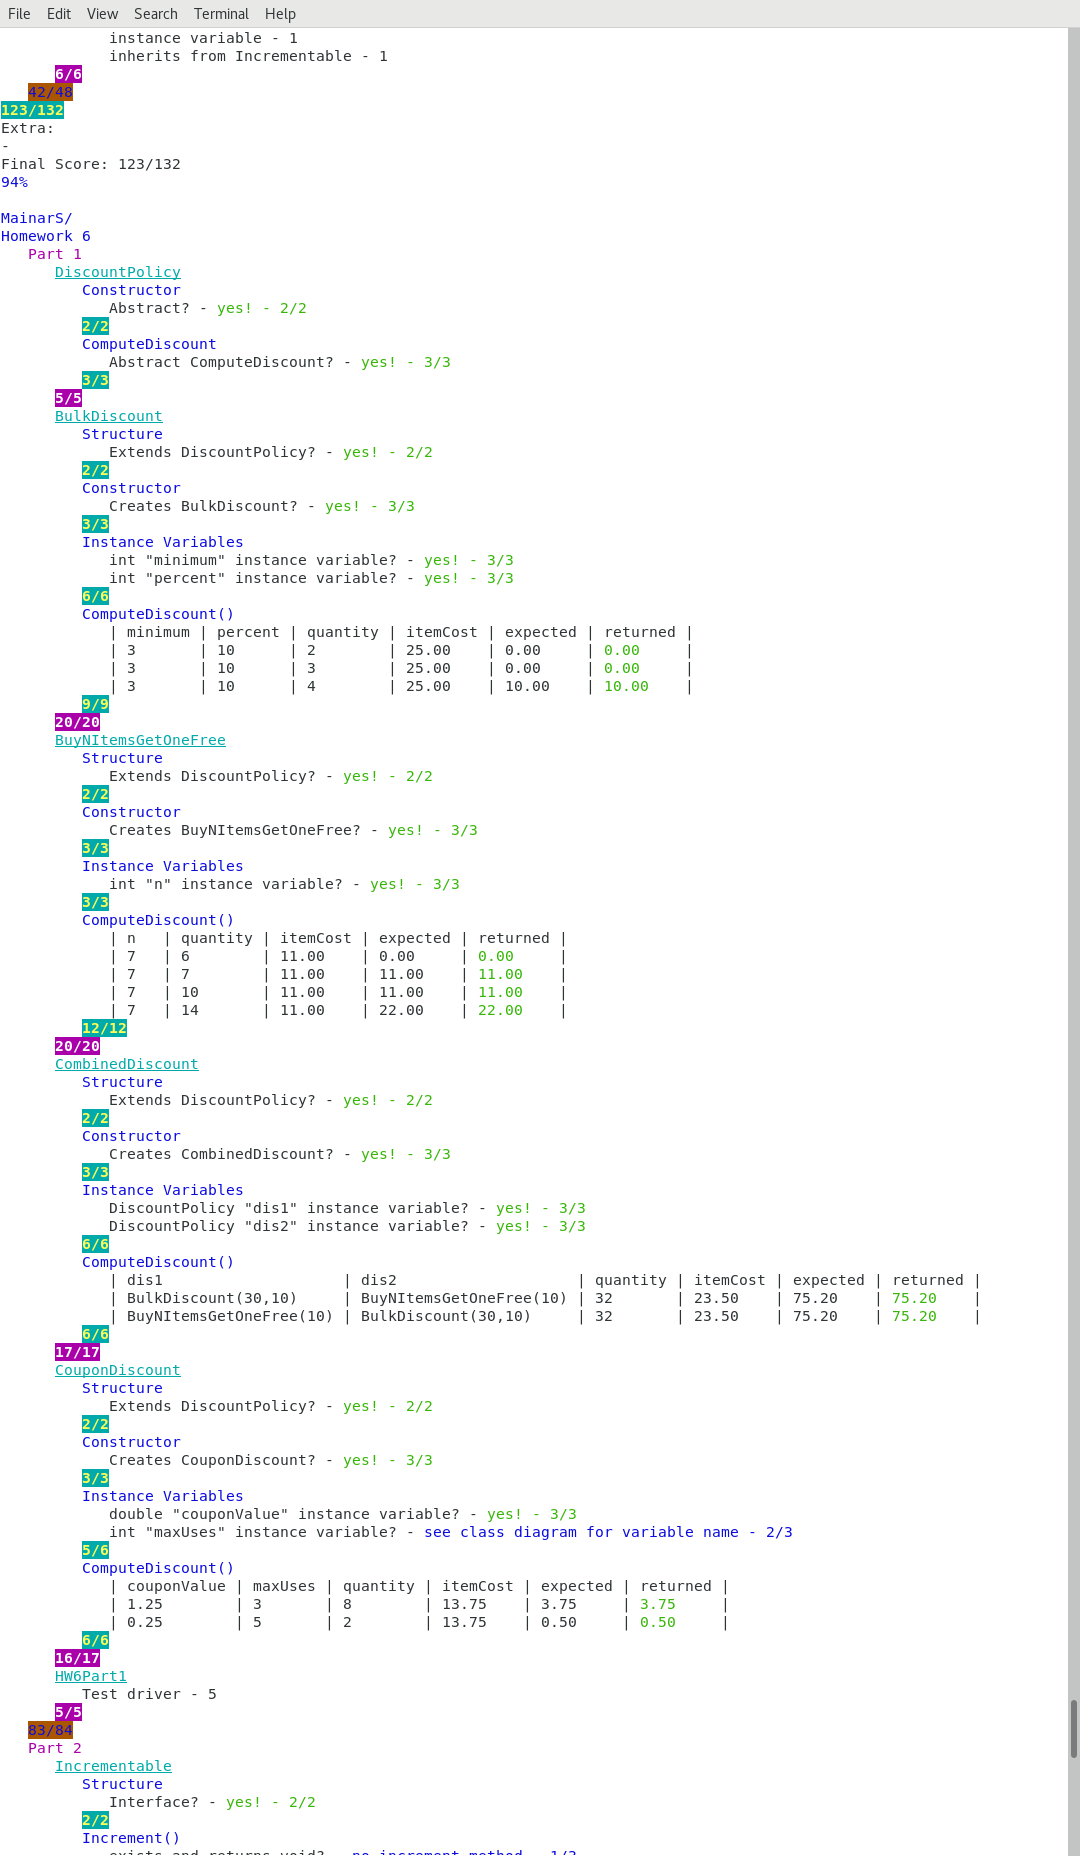 File Edit View Search Terminal Help
instance variable - 1
inherits from Incrementable - 1
6/6
42/48
123/132
Extra:
-
Final Score: 123/132
94%
MainarS/
Homework 6
Part 1
DiscountPolicy
Constructor
Abstract? - yes! - 2/2
2/2
ComputeDiscount
Abstract ComputeDiscount? - yes! - 3/3
3/3
5/5
BulkDiscount
Structure
Extends DiscountPolicy? - yes! - 2/2
2/2
Constructor
Creates BulkDiscount? - yes! - 3/3
3/3
Instance Variables
int "minimum" instance variable? - yes! - 3/3
int "percent" instance variable? - yes! - 3/3
6/6
ComputeDiscount()
| minimum | percent | quantity | itemCost | expected | returned |
| 3 | 10 | 2 | 25.00 | 0.00 | 0.00 |
| 3 | 10 | 3 | 25.00 | 0.00 | 0.00 |
| 3 | 10 | 4 | 25.00 | 10.00 | 10.00 |
9/9
20/20
BuyNItemsGetOneFree
Structure
Extends DiscountPolicy? - yes! - 2/2
2/2
Constructor
Creates BuyNItemsGetOneFree? - yes! - 3/3
3/3
Instance Variables
int "n" instance variable? - yes! - 3/3
3/3
ComputeDiscount()
| n | quantity | itemCost | expected | returned |
| 7 | 6 | 11.00 | 0.00 | 0.00 |
| 7 | 7 | 11.00 | 11.00 | 11.00 |
| 7 | 10 | 11.00 | 11.00 | 11.00 |
| 7 | 14 | 11.00 | 22.00 | 22.00 |
12/12
20/20
CombinedDiscount
Structure
Extends DiscountPolicy? - yes! - 2/2
2/2
Constructor
Creates CombinedDiscount? - yes! - 3/3
3/3
Instance Variables
DiscountPolicy "dis1" instance variable? - yes! - 3/3
DiscountPolicy "dis2" instance variable? - yes! - 3/3
6/6
ComputeDiscount()
| dis1 | dis2 | quantity | itemCost | expected | returned |
| BulkDiscount(30,10) | BuyNItemsGetOneFree(10) | 32 | 23.50 | 75.20 | 75.20 |
| BuyNItemsGetOneFree(10) | BulkDiscount(30,10) | 32 | 23.50 | 75.20 | 75.20 |
6/6
17/17
CouponDiscount
Structure
Extends DiscountPolicy? - yes! - 2/2
2/2
Constructor
Creates CouponDiscount? - yes! - 3/3
3/3
Instance Variables
double "couponValue" instance variable? - yes! - 3/3
int "maxUses" instance variable? - see class diagram for variable name - 2/3
5/6
ComputeDiscount()
| couponValue | maxUses | quantity | itemCost | expected | returned |
| 1.25 | 3 | 8 | 13.75 | 3.75 | 3.75 |
| 0.25 | 5 | 2 | 13.75 | 0.50 | 0.50 |
6/6
16/17
HW6Part1
Test driver - 5
5/5
83/84
Part 2
Incrementable
Structure
Interface? - yes! - 2/2
2/2
Increment()
exists and returns void? - no increment method - 1/3